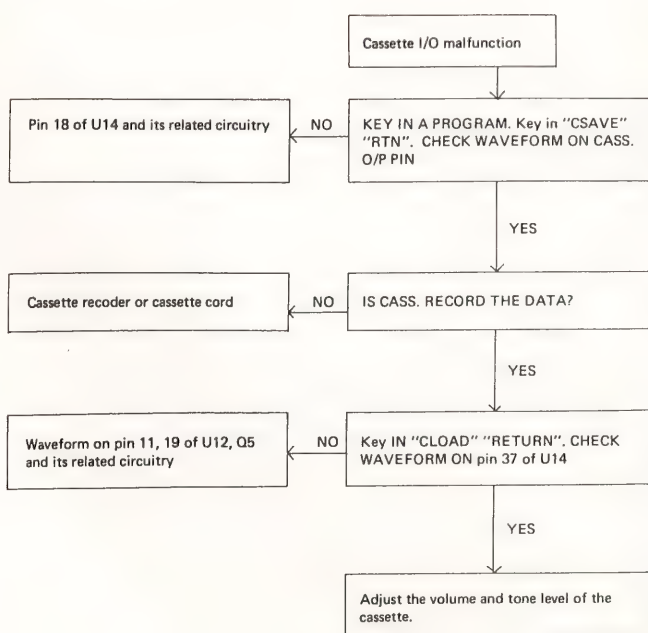 Cassette I/O malfunction
Pin 18 of U14 and its related circuitry
NO
KEY IN A PROGRAM. Key in "CSAVE"
"RTN". CHECK WAVEFORM ON CASS.
O/P PIN
YES
Cassette recoder or cassette cord
NO
IS CASS. RECORD THE DATA?
YES
Waveform on pin 11, 19 of U12, Q5
and its related circuitry
NO
Key IN "CLOAD" "RETURN". CHECK
WAVEFORM ON pin 37 of U14
YES
Adjust the volume and tone level of the
cassette.